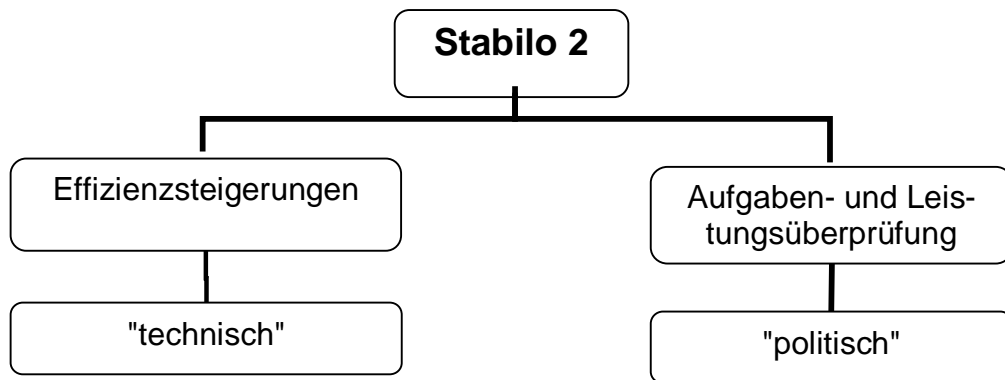 Stabilo 2
Effizienzsteigerungen
Aufgaben- und Leis-
tungsüberprüfung
"technisch"
"politisch"